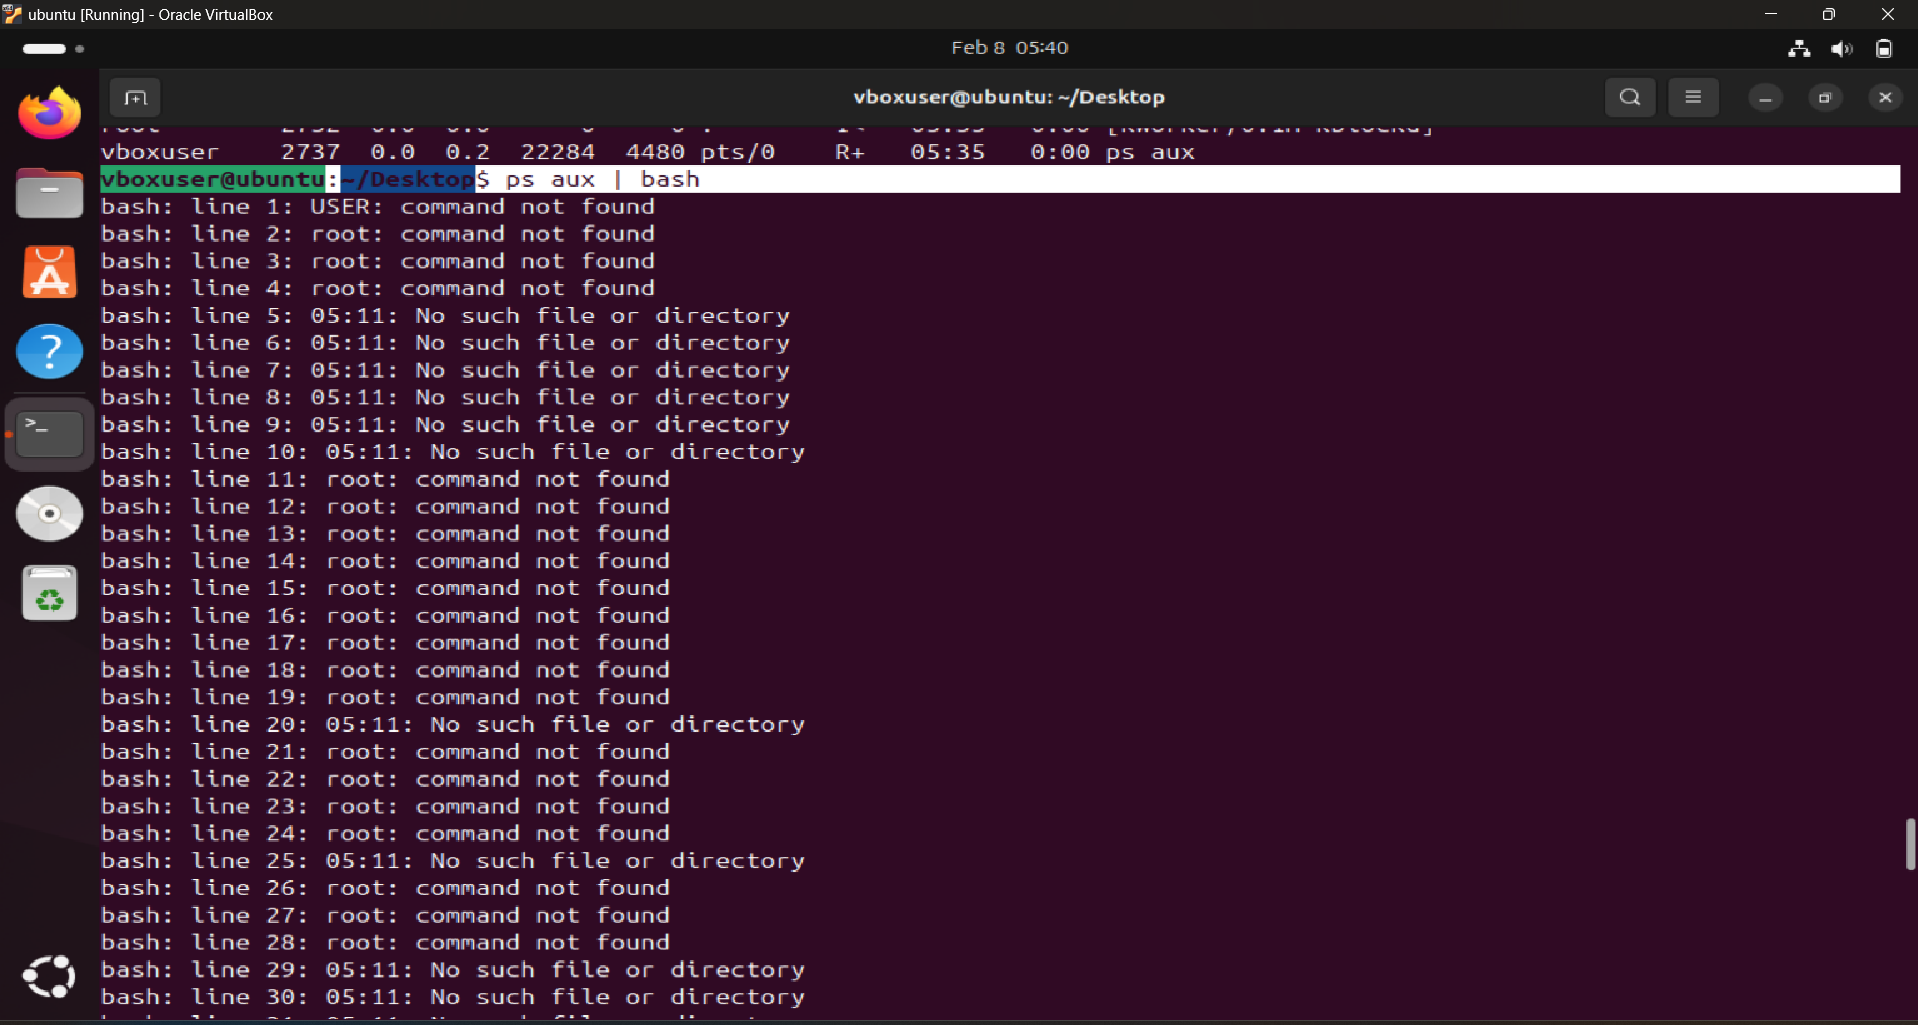 ubuntu [Running] - Oracle VirtualBox
Feb 8 05:40
vboxuser@ubuntu: ~/Desktop
vboxuser 2737 0.0 0.2 22284 4480 pts/0 R+ 05:35 0:00 ps aux
vboxuser@ubuntu:~/Desktop$ ps aux | bash
bash: line 1: USER: command not found
bash: line 2: root: command not found
bash: line 3: root: command not found
bash: line 4: root: command not found
bash: line 5: 05:11: No such file or directory
bash: line 6: 05:11: No such file or directory
bash: line 7: 05:11: No such file or directory
bash: line 8: 05:11: No such file or directory
bash: line 9: 05:11: No such file or directory
bash: line 10: 05:11: No such file or directory
bash: line 11: root: command not found
bash: line 12: root: command not found
bash: line 13: root: command not found
bash: line 14: root: command not found
bash: line 15: root: command not found
bash: line 16: root: command not found
bash: line 17: root: command not found
bash: line 18: root: command not found
bash: line 19: root: command not found
bash: line 20: 05:11: No such file or directory
bash: line 21: root: command not found
bash: line 22: root: command not found
bash: line 23: root: command not found
bash: line 24: root: command not found
bash: line 25: 05:11: No such file or directory
bash: line 26: root: command not found
bash: line 27: root: command not found
bash: line 28: root: command not found
bash: line 29: 05:11: No such file or directory
bash: line 30: 05:11: No such file or directory